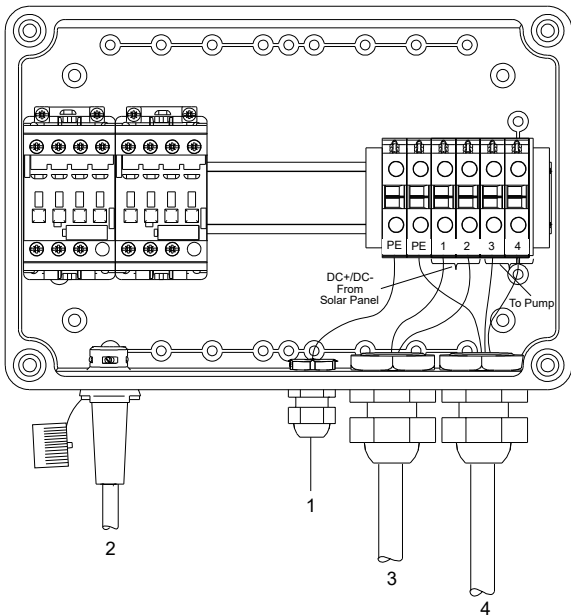 PE PE 1 2 3 4
DC+/DC-
From
Solar Panel
To Pump
1
2
3
4